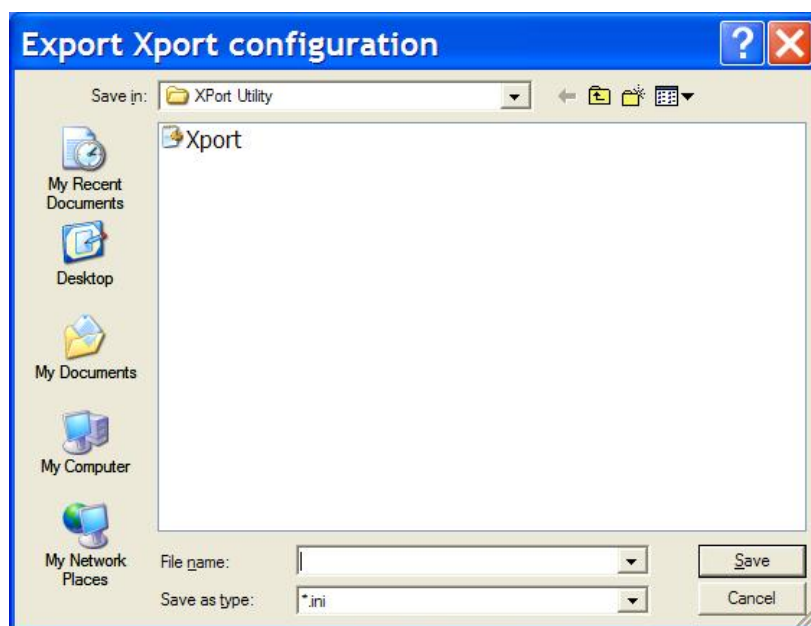 Export Xport configuration
Save in:
XPort Utility
Xport
My Recent
Documents
Desktop
My Documents
My Computer
My Network
Places
File name:
Save
Save as type:
*.ini
Cancel